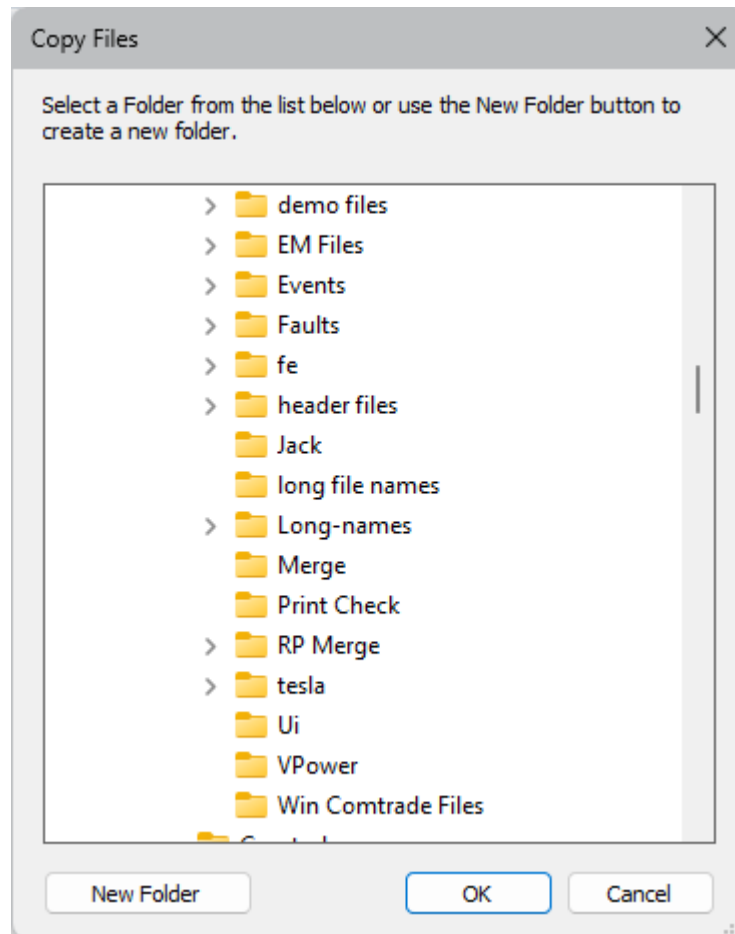 Copy Files
Select a Folder from the list below or use the New Folder button to
create a new folder.
demo files
EM Files
Events
Faults
fe
header files
Jack
long file names
Long-names
Merge
Print Check
RP Merge
tesla
Ui
VPower
Win Comtrade Files
New Folder
OK
Cancel